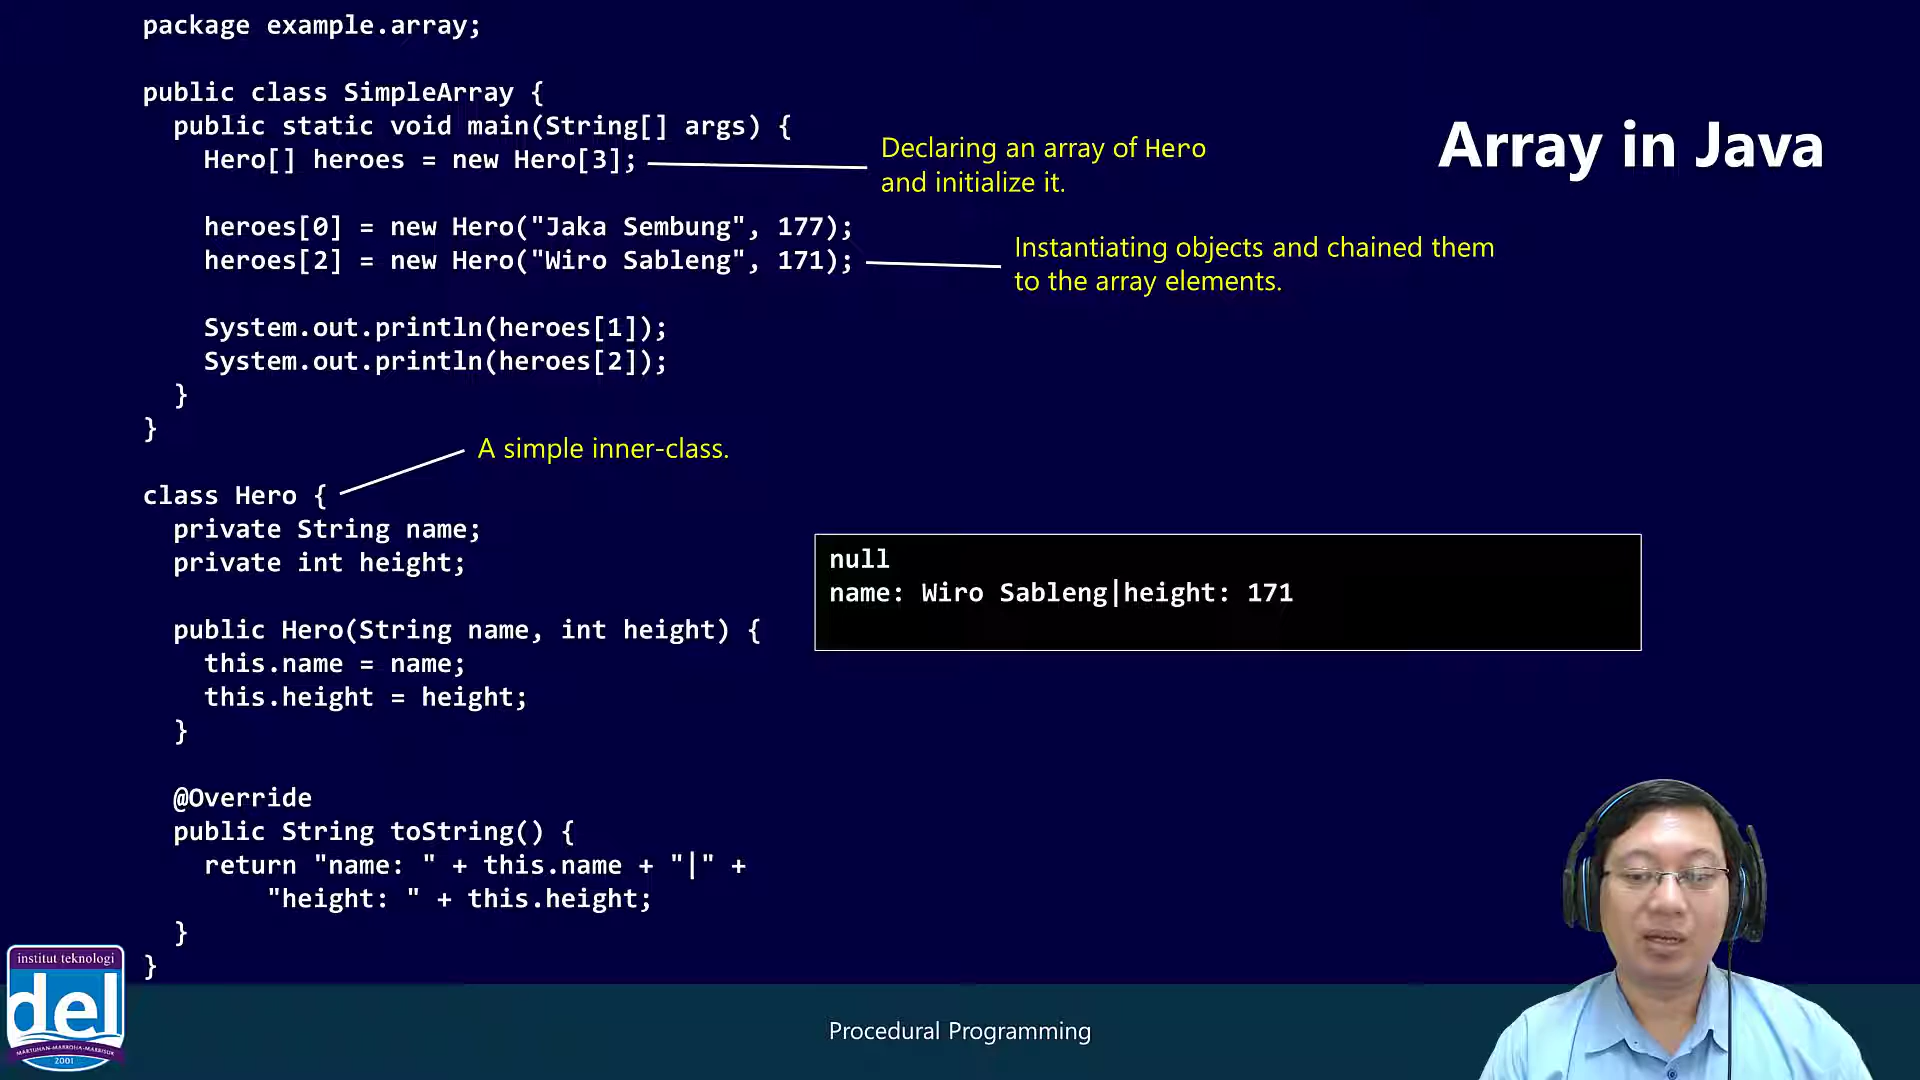 package example.array;
public class SimpleArray {
public static void main(String[] args) {
Hero[] heroes = new Hero[3];
heroes[0] = new Hero("Jaka Sembung", 177);
heroes[2] = new Hero("Wiro Sableng", 171);
System.out.println(heroes[1]);
System.out.println(heroes[2]);
}
}
class Hero {
private String name;
private int height;
public Hero(String name, int height) {
this.name = name;
this.height = height;
}
@Override
public String toString() {
return "name: " + this.name + "|" +
"height: " + this.height;
}
}
Declaring an array of Hero
and initialize it.
Instantiating objects and chained them
to the array elements.
A simple inner-class.
Array in Java
null
name: Wiro Sableng|height: 171
institut teknologi
del
MARTUHAN-MARROHA-MARBISUK
2001
Procedural Programming